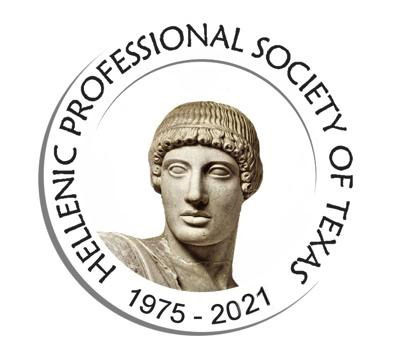 HELLENIC PROFESSIONAL SOCIETY OF TEXAS
1975 - 2021